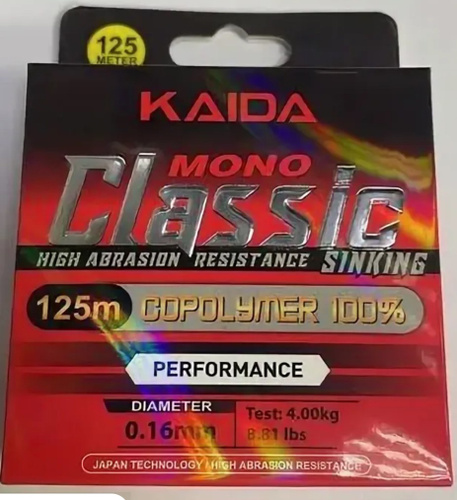 125
METER
KAIDA
MONO
Classic
HIGH ABRASION RESISTANCE SINKING
125m COPOLYMER 100%
PERFORMANCE
DIAMETER
0.16mm
Test: 4.00kg
8.81 lbs
JAPAN TECHNOLOGY / HIGH ABRASION RESISTANCE